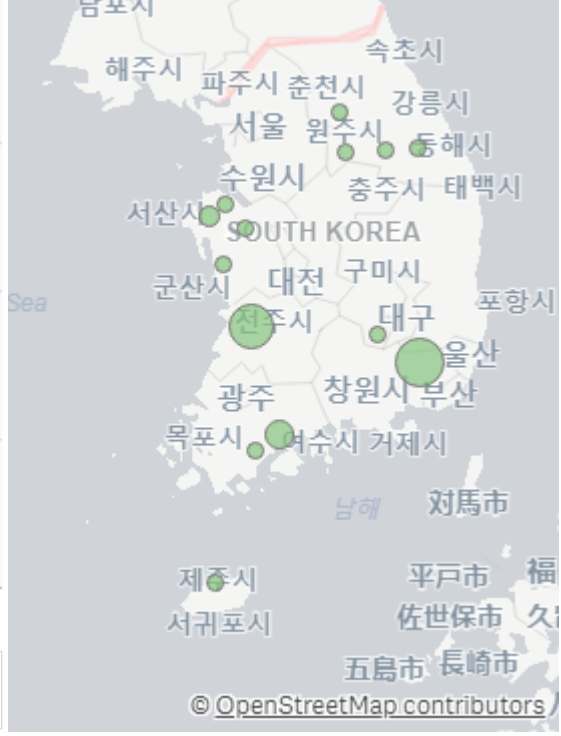 남포시
속초시
해주시
파주시 춘천시
강릉시
서울 원주시
동해시
수원시
충주시 태백시
서산시
SOUTH KOREA
대전 구미시
군산시
Sea
포항시
전주시
대구
울산
광주
창원시 부산
목포시
여수시 거제시
남해
対馬市
제주시
平戸市
福
서귀포시
佐世保市
久
五島市 長崎市
© OpenStreetMap contributors